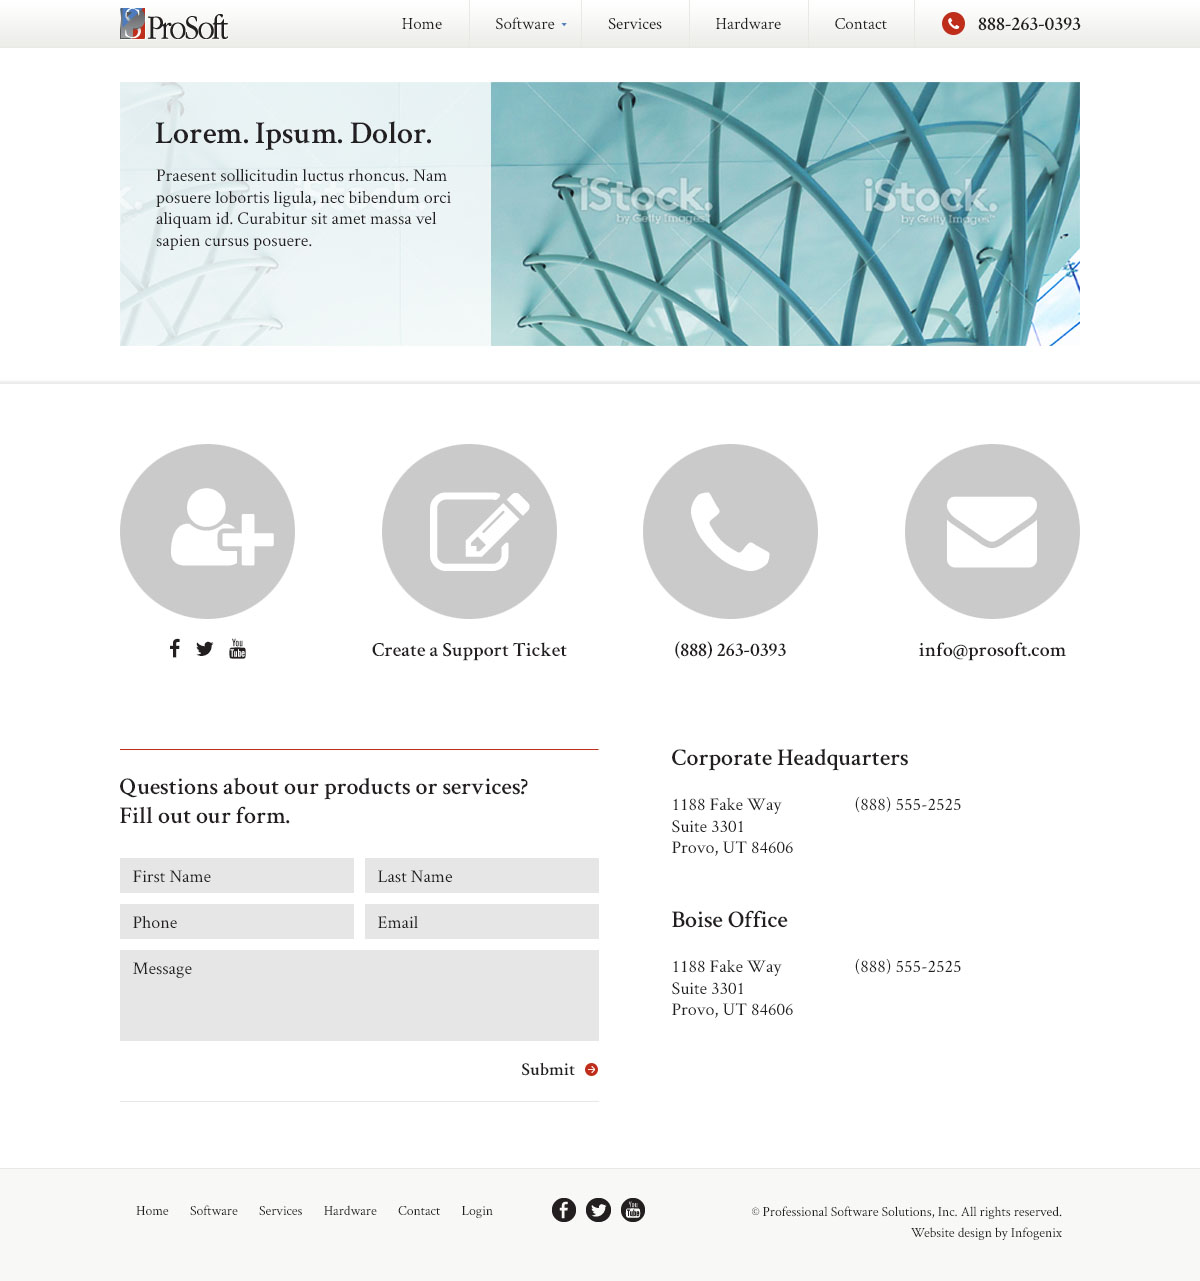 ProSoft
Home
Software
Services
Hardware
Contact
888-263-0393
Lorem. Ipsum. Dolor.
Praesent sollicitudin luctus rhoncus. Nam
posuere lobortis ligula, nec bibendum orci
aliquam id. Curabitur sit amet massa vel
sapien cursus posuere.
iStock.
by Getty Images™
iStock.
by Getty Images™
You
Tube
Create a Support Ticket
(888) 263-0393
info@prosoft.com
Questions about our products or services?
Fill out our form.
First Name
Last Name
Phone
Email
Message
Submit
Corporate Headquarters
1188 Fake Way
Suite 3301
Provo, UT 84606
(888) 555-2525
Boise Office
1188 Fake Way
Suite 3301
Provo, UT 84606
(888) 555-2525
Home
Software
Services
Hardware
Contact
Login
You
Tube
© Professional Software Solutions, Inc. All rights reserved.
Website design by Infogenix